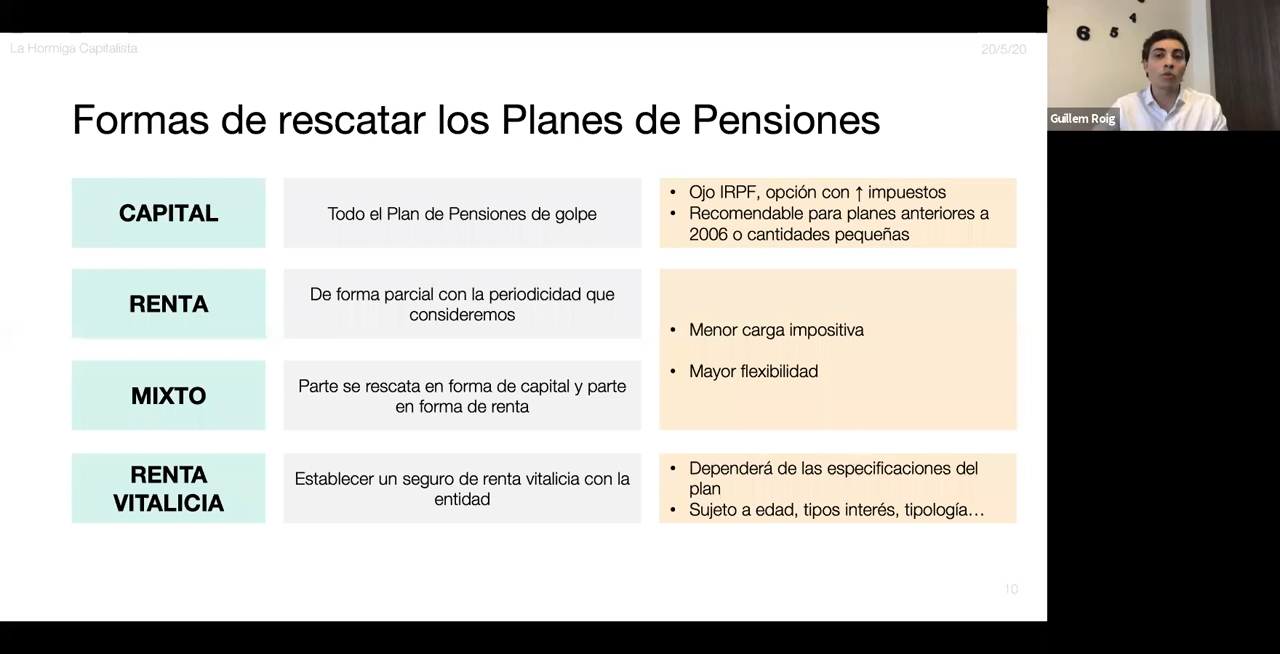 La Hormiga Capitalista
20/5/20
6 5 4
Guillem Roig
Formas de rescatar los Planes de Pensiones
CAPITAL
Todo el Plan de Pensiones de golpe
• Ojo IRPF, opción con ↑ impuestos
• Recomendable para planes anteriores a
2006 o cantidades pequeñas
RENTA
De forma parcial con la periodicidad que
consideremos
• Menor carga impositiva
• Mayor flexibilidad
MIXTO
Parte se rescata en forma de capital y parte
en forma de renta
RENTA
VITALICIA
Establecer un seguro de renta vitalicia con la
entidad
• Dependerá de las especificaciones del
plan
• Sujeto a edad, tipos interés, tipología…
10